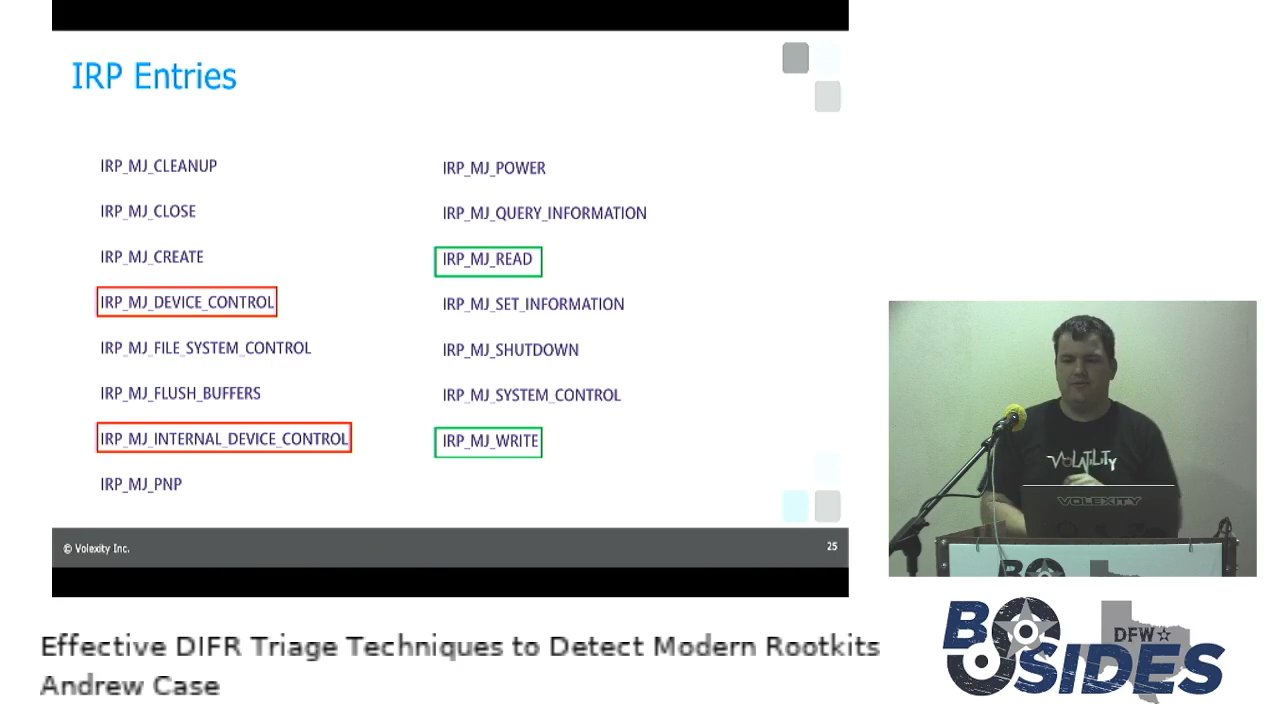 IRP Entries
IRP_MJ_CLEANUP
IRP_MJ_CLOSE
IRP_MJ_CREATE
IRP_MJ_DEVICE_CONTROL
IRP_MJ_FILE_SYSTEM_CONTROL
IRP_MJ_FLUSH_BUFFERS
IRP_MJ_INTERNAL_DEVICE_CONTROL
IRP_MJ_PNP
IRP_MJ_POWER
IRP_MJ_QUERY_INFORMATION
IRP_MJ_READ
IRP_MJ_SET_INFORMATION
IRP_MJ_SHUTDOWN
IRP_MJ_SYSTEM_CONTROL
IRP_MJ_WRITE
© Volexity Inc.
25
VOLATILITY
VOLEXITY
Effective DIFR Triage Techniques to Detect Modern Rootkits
Andrew Case
BSIDES
DFW